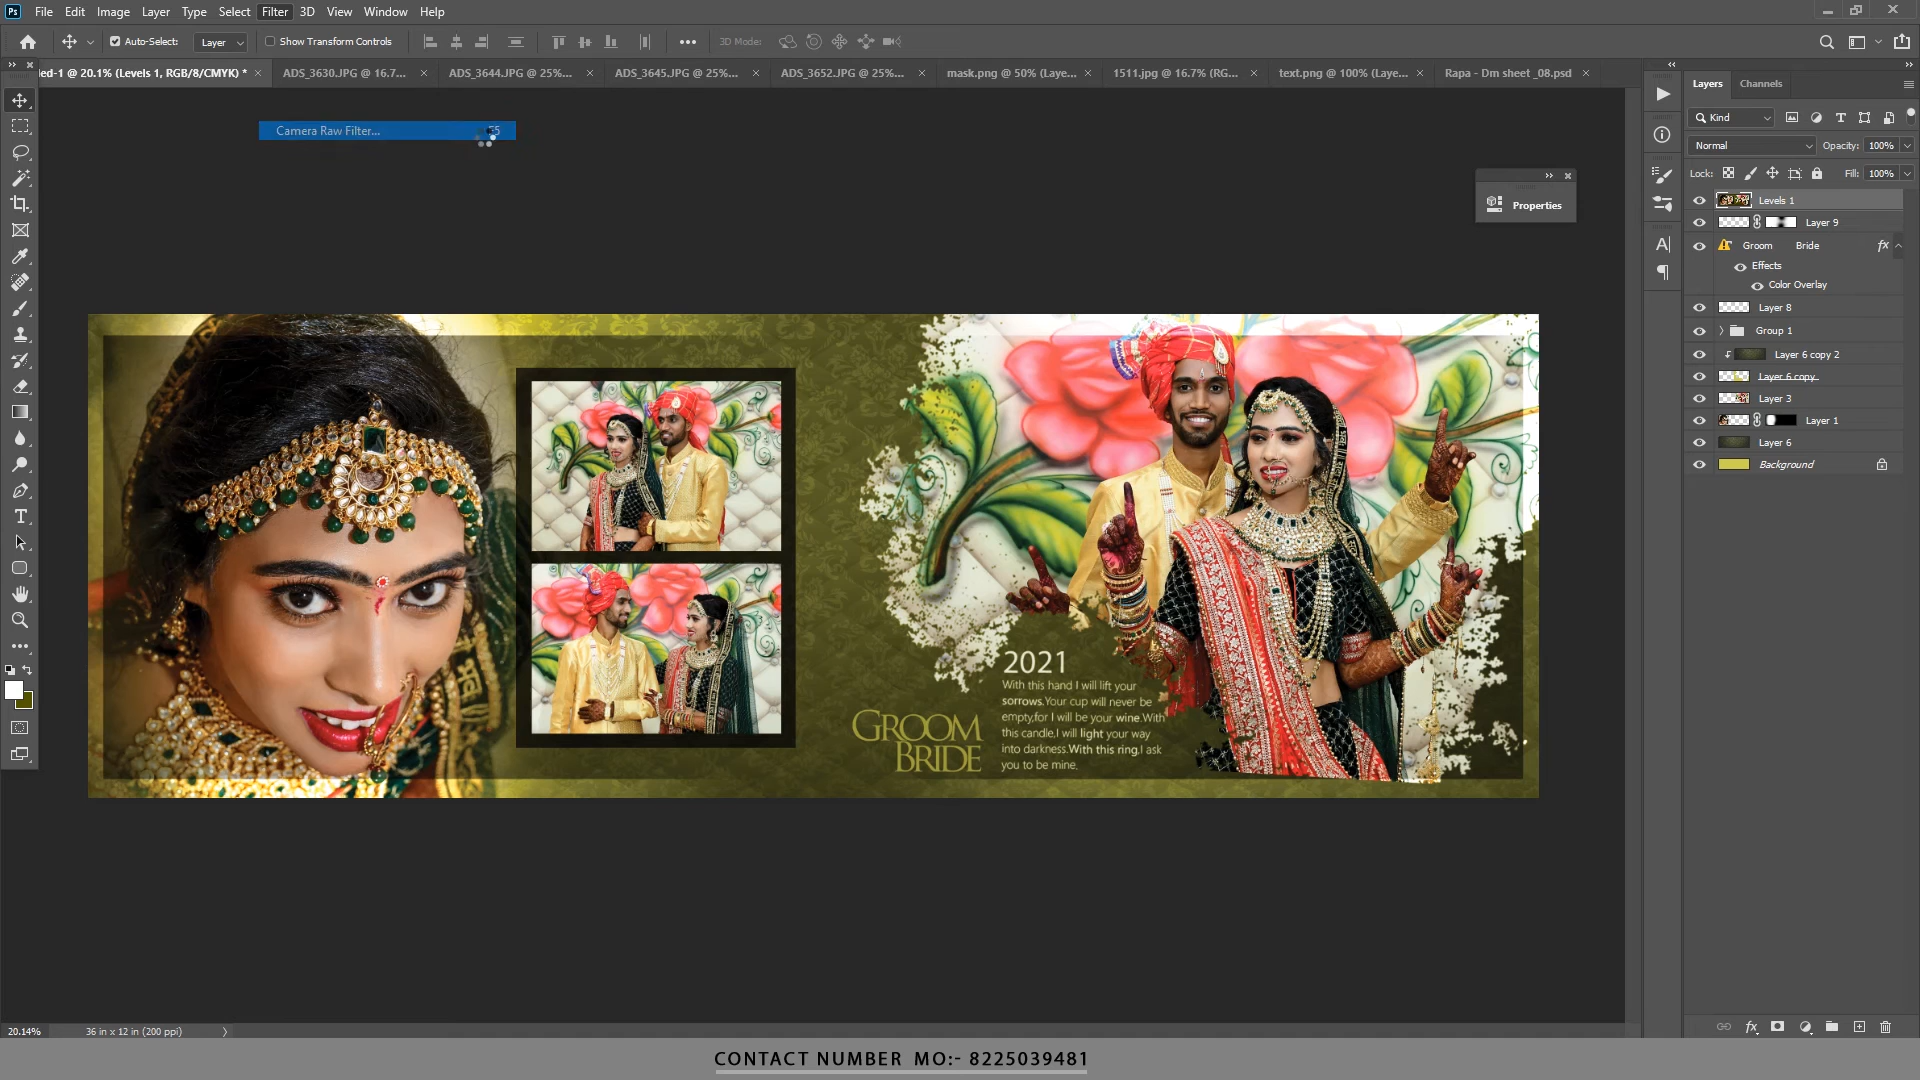 Ps File Edit Image Layer Type Select Filter 3D View Window Help
Auto-Select: Layer Show Transform Controls 3D Mode:
led-1 @ 20.1% (Levels 1, RGB/8/CMYK) * ADS_3630.JPG @ 16.7... ADS_3644.JPG @ 25%... ADS_3645.JPG @ 25%... ADS_3652.JPG @ 25%... mask.png @ 50% (Laye... 1511.jpg @ 16.7% (RG... text.png @ 100% (Laye... Rapa - Dm sheet _08.psd
Camera Raw Filter...
Properties
Layers Channels
Kind
Normal Opacity: 100%
Lock: Fill: 100%
Levels 1
Layer 9
Groom Bride fx
Effects
Color Overlay
Layer 8
Group 1
Layer 6 copy 2
Layer 6 copy
Layer 3
Layer 1
Layer 6
Background
2021
With this hand I will lift your
sorrows.Your cup will never be
empty,for I will be your wine.With
this candle,I will light your way
into darkness.With this ring,I ask
you to be mine.
GROOM
BRIDE
20.14% 36 in x 12 in (200 ppi)
CONTACT NUMBER MO:- 8225039481